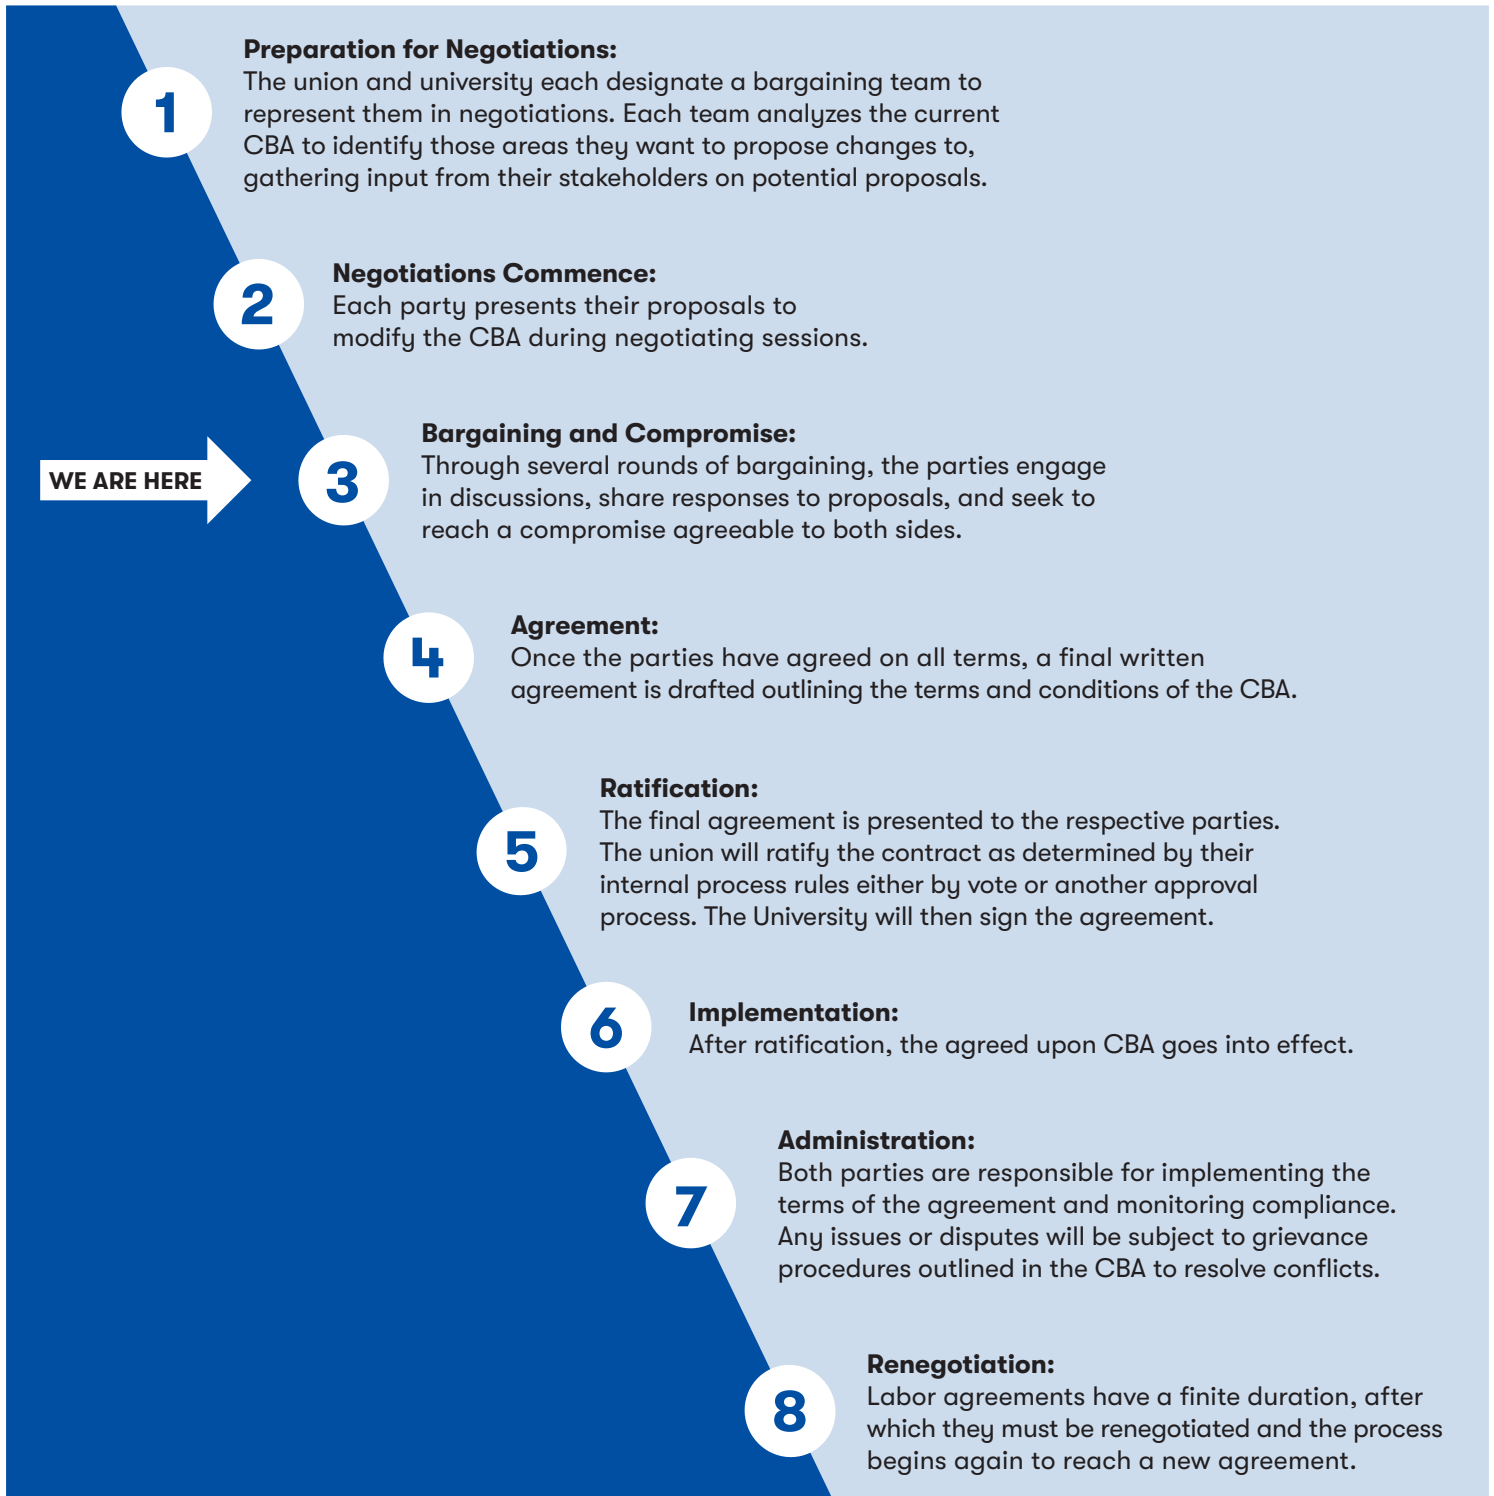 1
Preparation for Negotiations:
The union and university each designate a bargaining team to
represent them in negotiations. Each team analyzes the current
CBA to identify those areas they want to propose changes to,
gathering input from their stakeholders on potential proposals.
2
Negotiations Commence:
Each party presents their proposals to
modify the CBA during negotiating sessions.
WE ARE HERE
3
Bargaining and Compromise:
Through several rounds of bargaining, the parties engage
in discussions, share responses to proposals, and seek to
reach a compromise agreeable to both sides.
4
Agreement:
Once the parties have agreed on all terms, a final written
agreement is drafted outlining the terms and conditions of the CBA.
5
Ratification:
The final agreement is presented to the respective parties.
The union will ratify the contract as determined by their
internal process rules either by vote or another approval
process. The University will then sign the agreement.
6
Implementation:
After ratification, the agreed upon CBA goes into effect.
7
Administration:
Both parties are responsible for implementing the
terms of the agreement and monitoring compliance.
Any issues or disputes will be subject to grievance
procedures outlined in the CBA to resolve conflicts.
8
Renegotiation:
Labor agreements have a finite duration, after
which they must be renegotiated and the process
begins again to reach a new agreement.